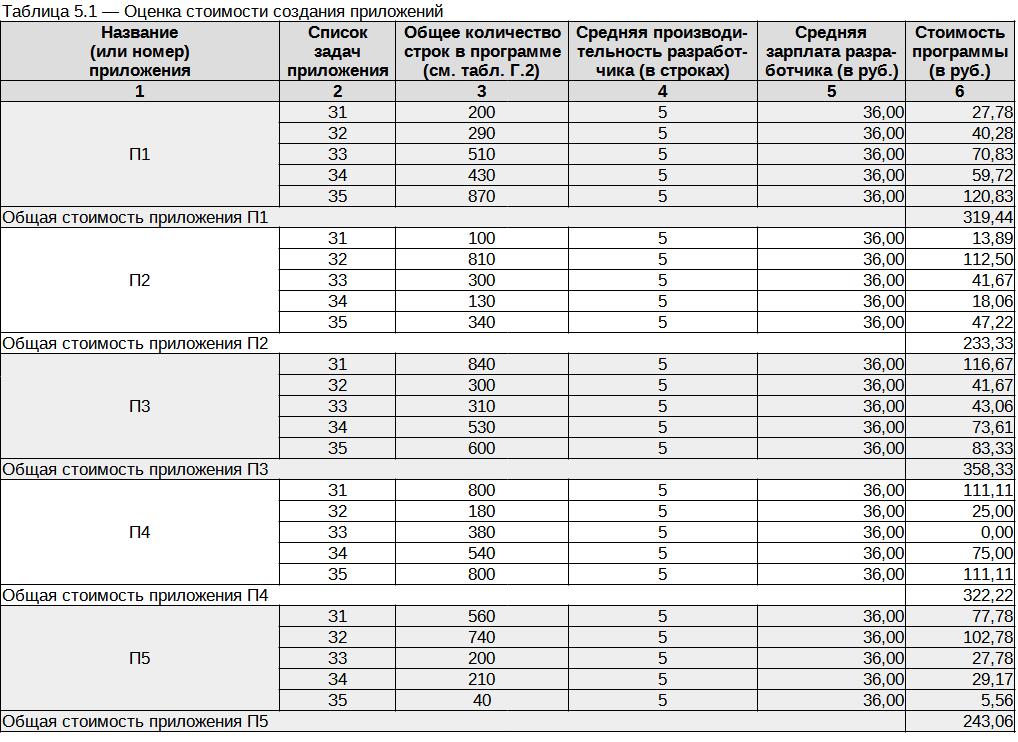 Таблица 5.1 — Оценка стоимости создания приложений
Название (или номер) приложения | Список задач приложения | Общее количество строк в программе (см. табл. Г.2) | Средняя производи-тельность разработ-чика (в строках) | Средняя зарплата разра-ботчика (в руб.) | Стоимость программы (в руб.)
1 | 2 | 3 | 4 | 5 | 6
П1 | 31 | 200 | 5 | 36,00 | 27,78
32 | 290 | 5 | 36,00 | 40,28
33 | 510 | 5 | 36,00 | 70,83
34 | 430 | 5 | 36,00 | 59,72
35 | 870 | 5 | 36,00 | 120,83
Общая стоимость приложения П1 | 319,44
П2 | 31 | 100 | 5 | 36,00 | 13,89
32 | 810 | 5 | 36,00 | 112,50
33 | 300 | 5 | 36,00 | 41,67
34 | 130 | 5 | 36,00 | 18,06
35 | 340 | 5 | 36,00 | 47,22
Общая стоимость приложения П2 | 233,33
П3 | 31 | 840 | 5 | 36,00 | 116,67
32 | 300 | 5 | 36,00 | 41,67
33 | 310 | 5 | 36,00 | 43,06
34 | 530 | 5 | 36,00 | 73,61
35 | 600 | 5 | 36,00 | 83,33
Общая стоимость приложения П3 | 358,33
П4 | 31 | 800 | 5 | 36,00 | 111,11
32 | 180 | 5 | 36,00 | 25,00
33 | 380 | 5 | 36,00 | 0,00
34 | 540 | 5 | 36,00 | 75,00
35 | 800 | 5 | 36,00 | 111,11
Общая стоимость приложения П4 | 322,22
П5 | 31 | 560 | 5 | 36,00 | 77,78
32 | 740 | 5 | 36,00 | 102,78
33 | 200 | 5 | 36,00 | 27,78
34 | 210 | 5 | 36,00 | 29,17
35 | 40 | 5 | 36,00 | 5,56
Общая стоимость приложения П5 | 243,06